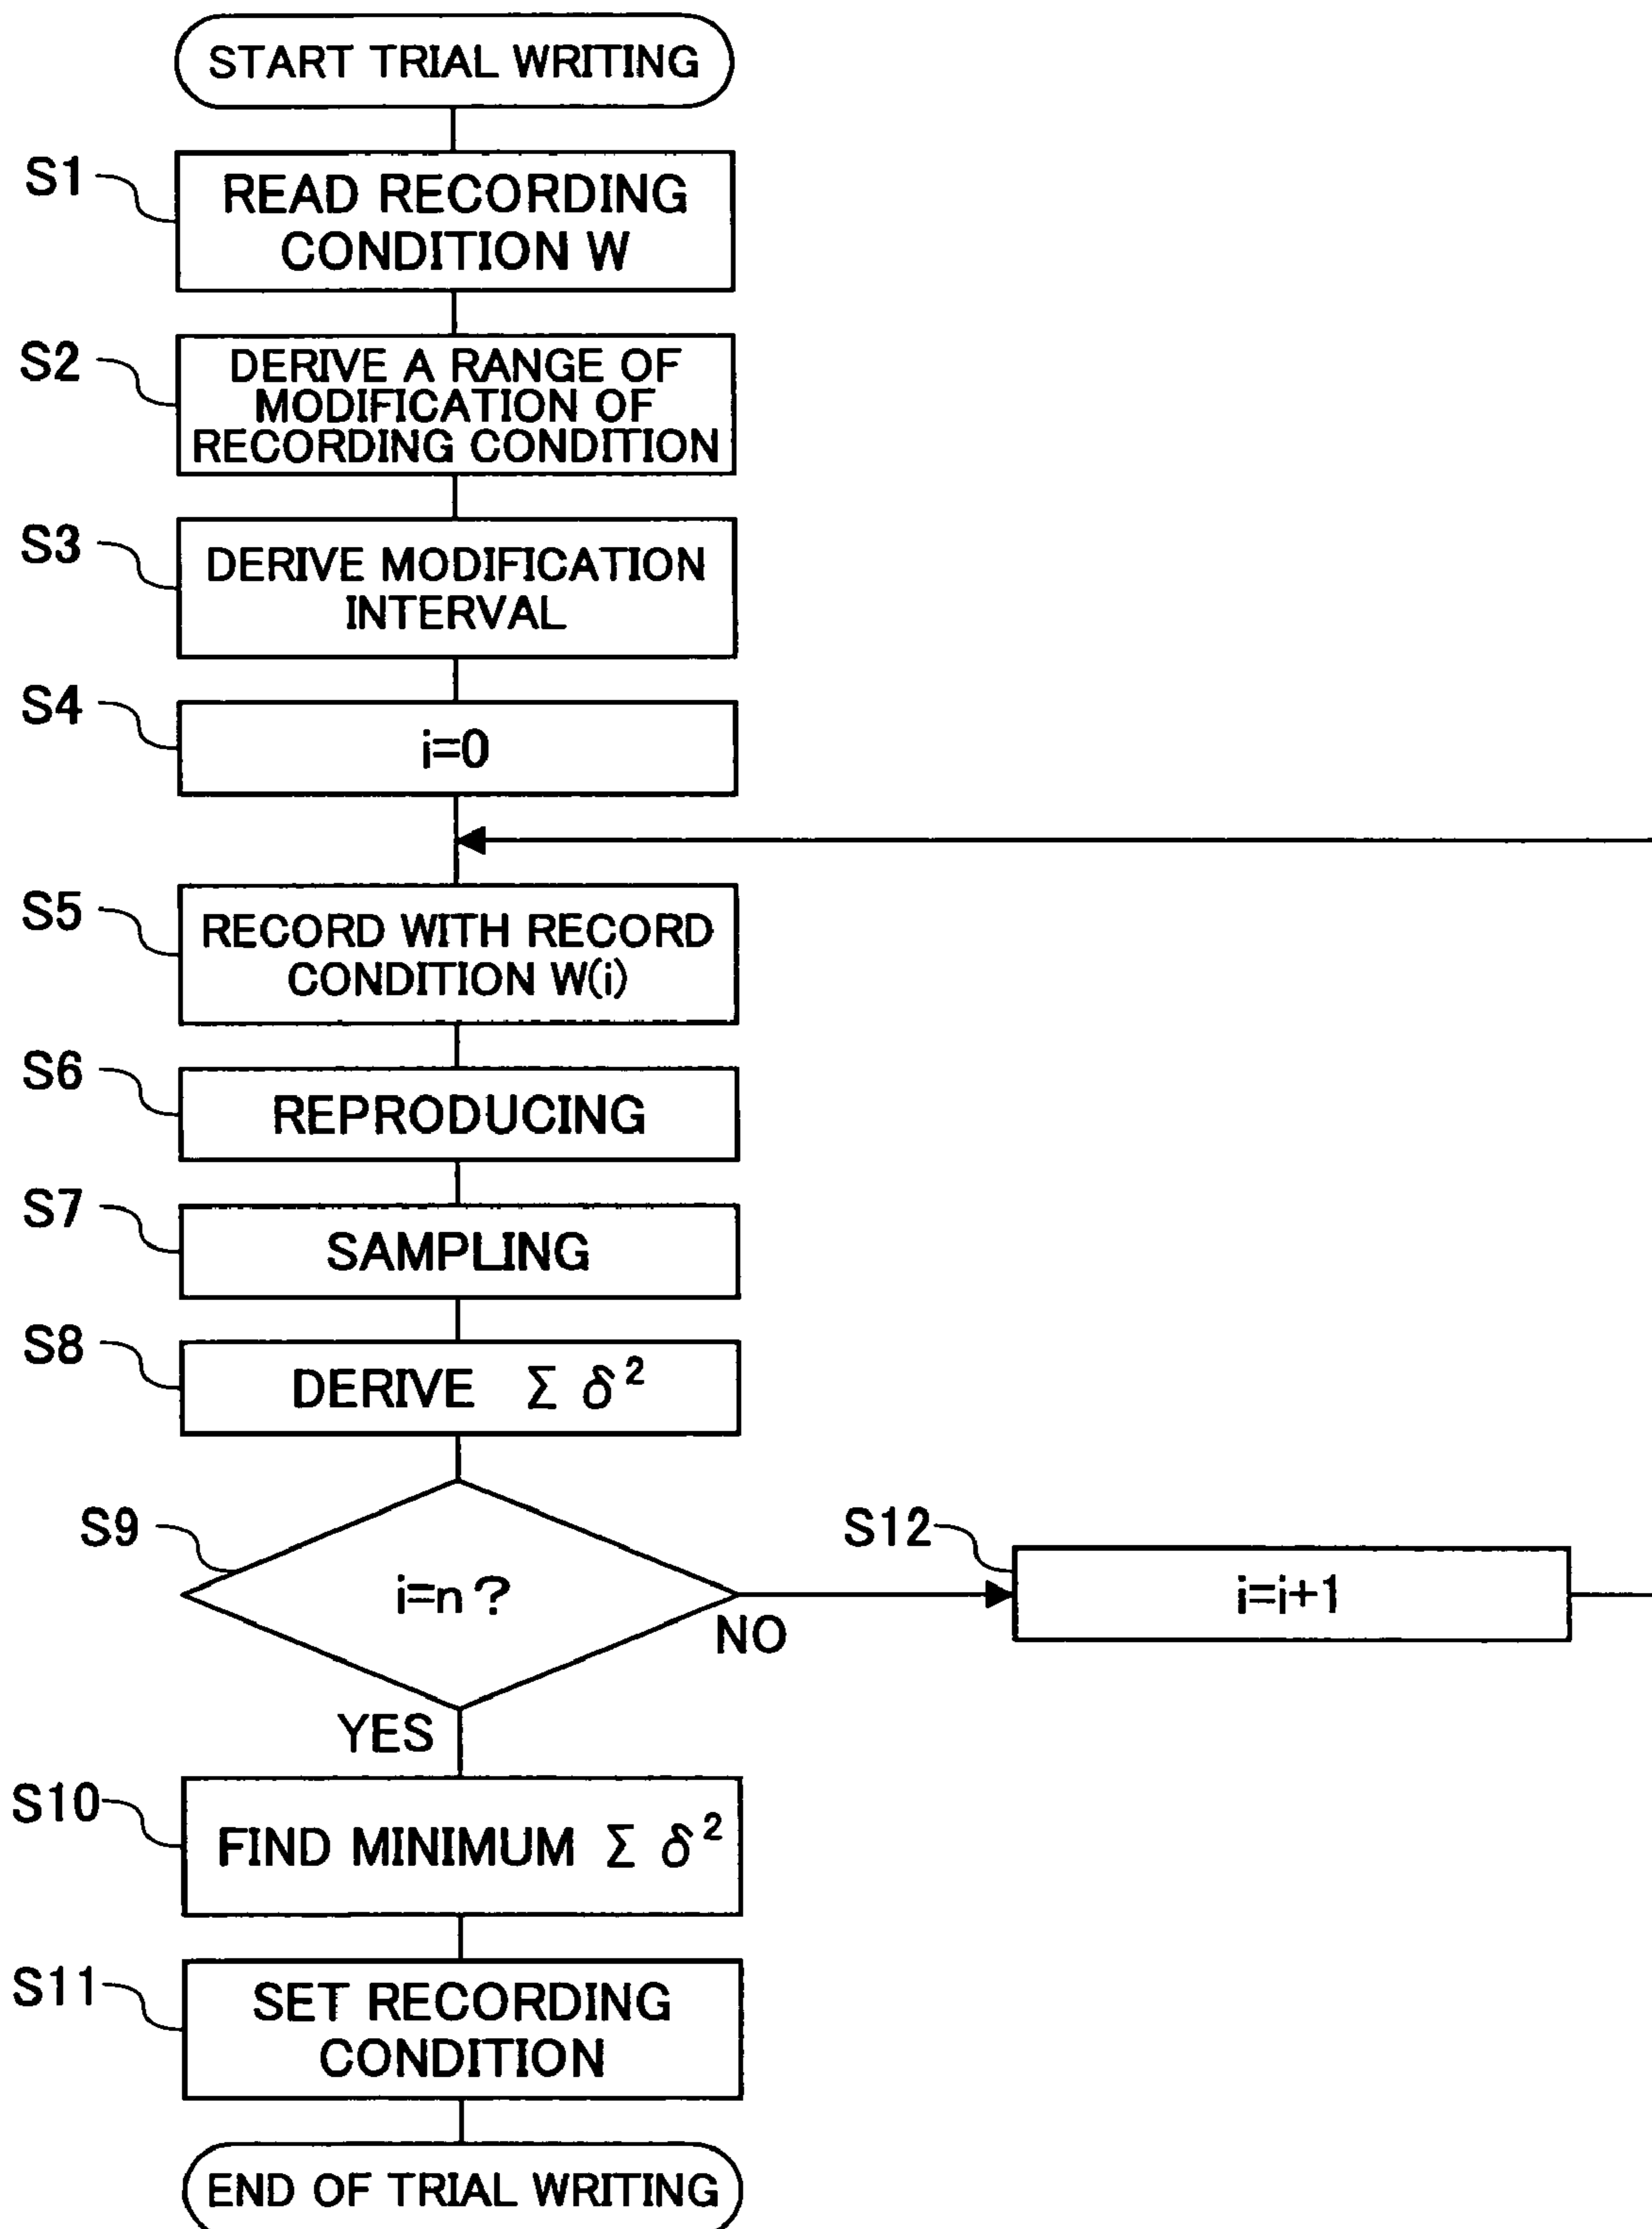 START TRIAL WRITING
S1
READ RECORDING
CONDITION W
S2
DERIVE A RANGE OF
MODIFICATION OF
RECORDING CONDITION
S3
DERIVE MODIFICATION
INTERVAL
S4
i=0
S5
RECORD WITH RECORD
CONDITION W(i)
S6
REPRODUCING
S7
SAMPLING
S8
DERIVE Σ δ²
S9
i=n?
NO
S12
i=i+1
YES
S10
FIND MINIMUM Σ δ²
S11
SET RECORDING
CONDITION
END OF TRIAL WRITING